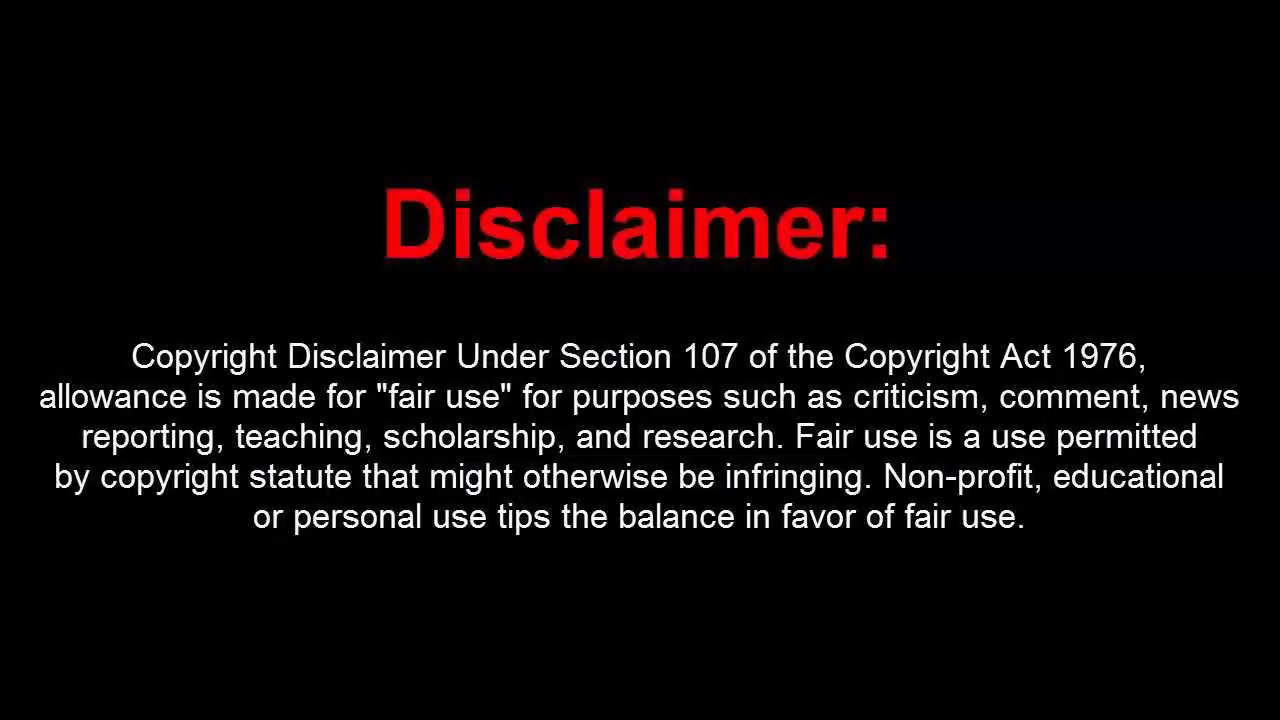 Disclaimer:
Copyright Disclaimer Under Section 107 of the Copyright Act 1976,
allowance is made for "fair use" for purposes such as criticism, comment, news
reporting, teaching, scholarship, and research. Fair use is a use permitted
by copyright statute that might otherwise be infringing. Non-profit, educational
or personal use tips the balance in favor of fair use.